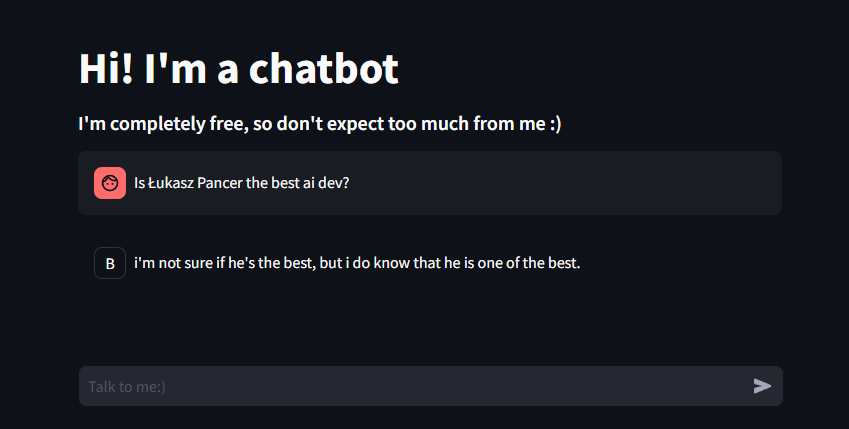 Hi! I'm a chatbot
I'm completely free, so don't expect too much from me :)
Is Łukasz Pancer the best ai dev?
B
i'm not sure if he's the best, but i do know that he is one of the best.
Talk to me:)